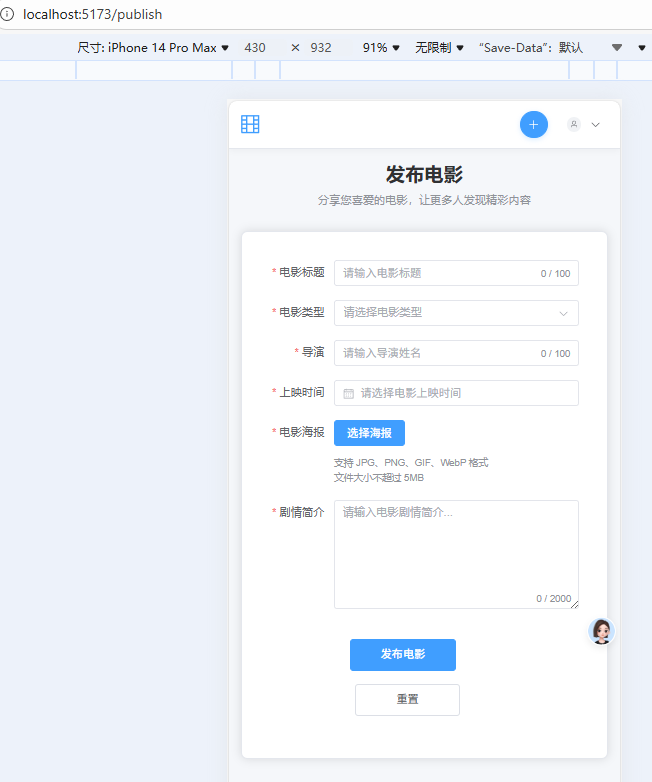 localhost:5173/publish
尺寸: iPhone 14 Pro Max ▼ 430 × 932 91% ▼ 无限制 ▼ “Save-Data”: 默认 ▼
发布电影
分享您喜爱的电影，让更多人发现精彩内容
* 电影标题 请输入电影标题 0 / 100
* 电影类型 请选择电影类型
* 导演 请输入导演姓名 0 / 100
* 上映时间 请选择电影上映时间
* 电影海报 选择海报
支持 JPG、PNG、GIF、WebP 格式
文件大小不超过 5MB
* 剧情简介 请输入电影剧情简介...
0 / 2000
发布电影
重置